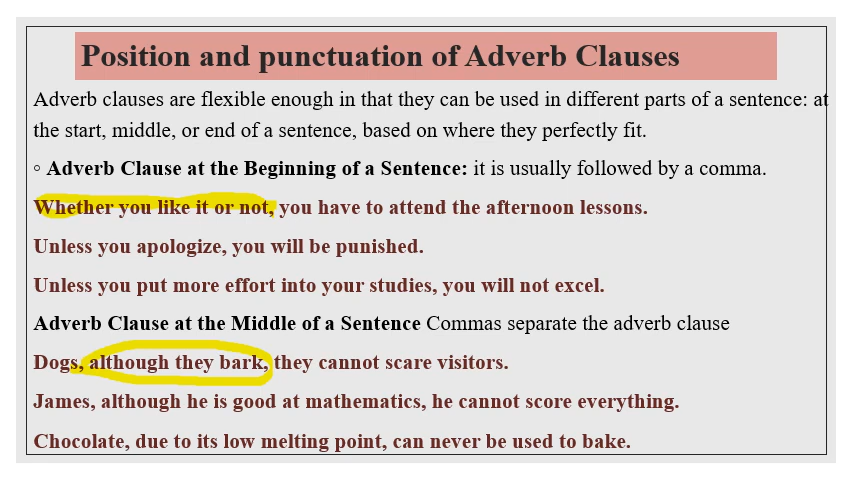 Position and punctuation of Adverb Clauses
Adverb clauses are flexible enough in that they can be used in different parts of a sentence: at
the start, middle, or end of a sentence, based on where they perfectly fit.
◦ Adverb Clause at the Beginning of a Sentence: it is usually followed by a comma.
Whether you like it or not, you have to attend the afternoon lessons.
Unless you apologize, you will be punished.
Unless you put more effort into your studies, you will not excel.
Adverb Clause at the Middle of a Sentence Commas separate the adverb clause
Dogs, although they bark, they cannot scare visitors.
James, although he is good at mathematics, he cannot score everything.
Chocolate, due to its low melting point, can never be used to bake.